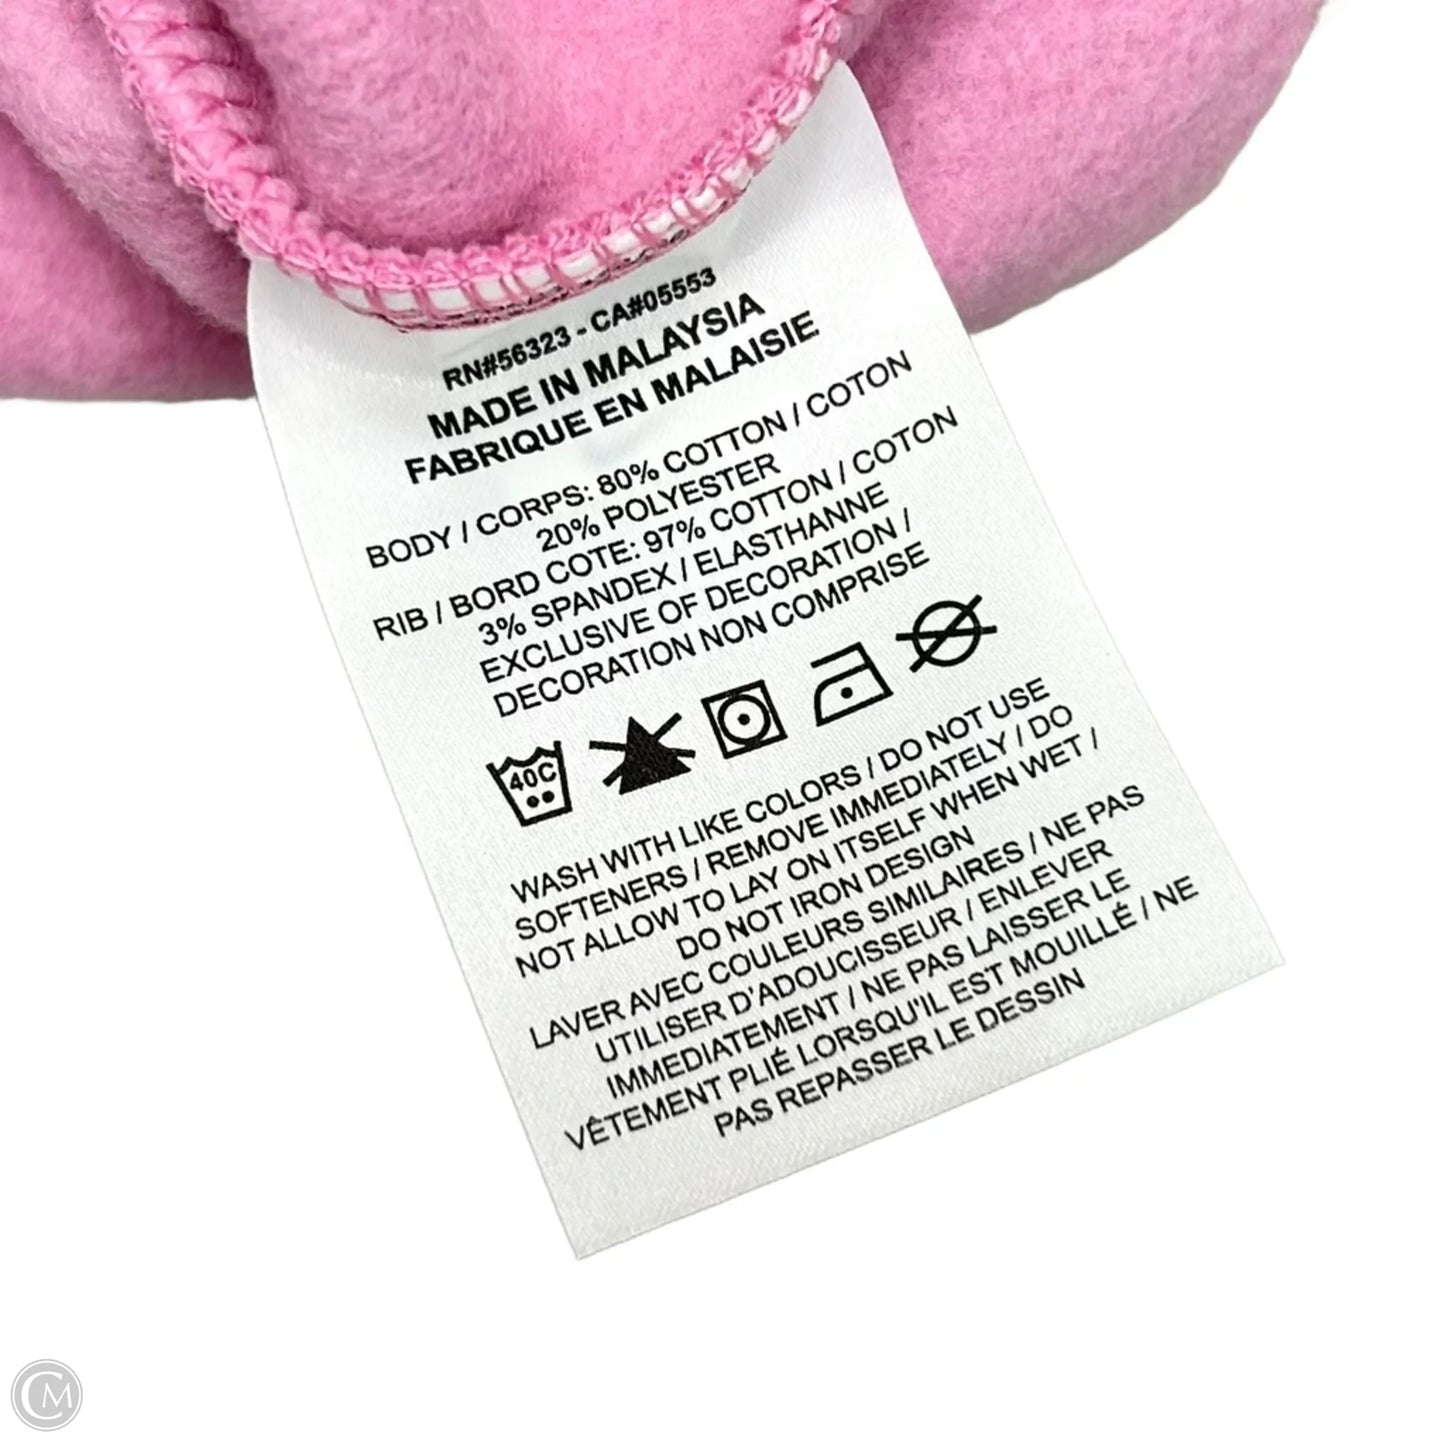 RN#56323 - CA#05553
MADE IN MALAYSIA
FABRIQUE EN MALAISIE
BODY / CORPS: 80% COTTON / COTON
20% POLYESTER
RIB / BORD COTE: 97% COTTON / COTON
3% SPANDEX / ELASTHANNE
EXCLUSIVE OF DECORATION /
DECORATION NON COMPRISE
40C
WASH WITH LIKE COLORS / DO NOT USE
SOFTENERS / REMOVE IMMEDIATELY / DO
NOT ALLOW TO LAY ON ITSELF WHEN WET /
DO NOT IRON DESIGN
LAVER AVEC COULEURS SIMILAIRES / NE PAS
UTILISER D'ADOUCISSEUR / ENLEVER
IMMEDIATEMENT / NE PAS LAISSER LE
VÊTEMENT PLIÉ LORSQU'IL EST MOUILLÉ / NE
PAS REPASSER LE DESSIN
CM